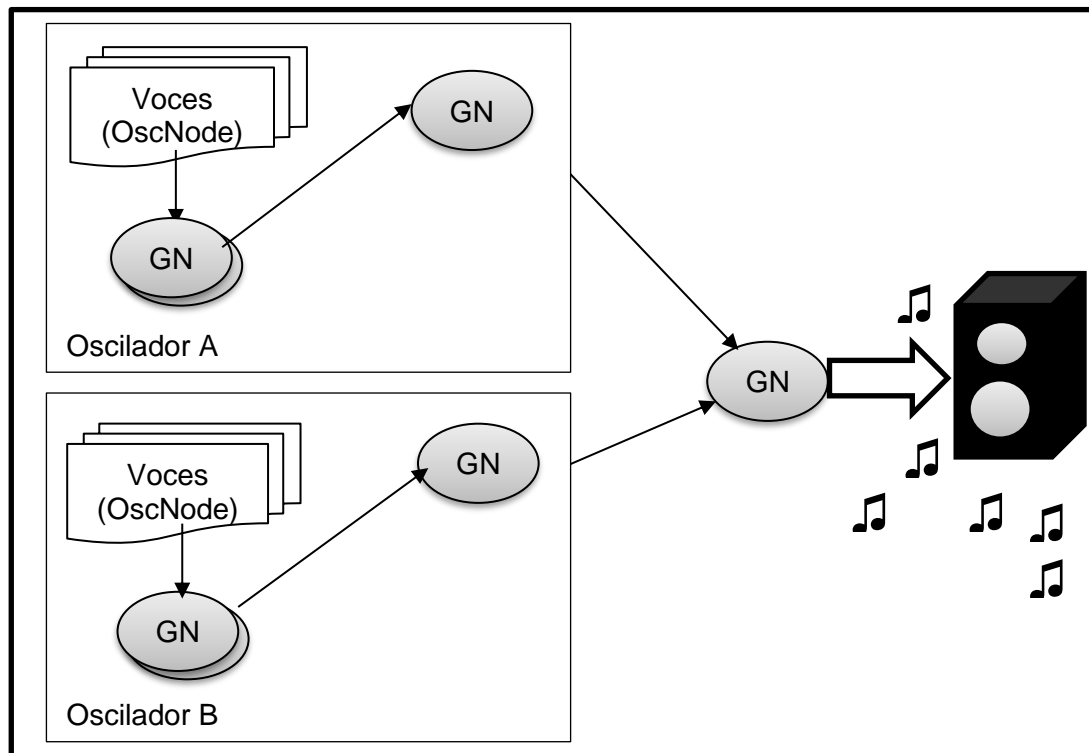 Voces
(OscNode)
GN
GN
Oscilador A
GN
Voces
(OscNode)
GN
GN
Oscilador B